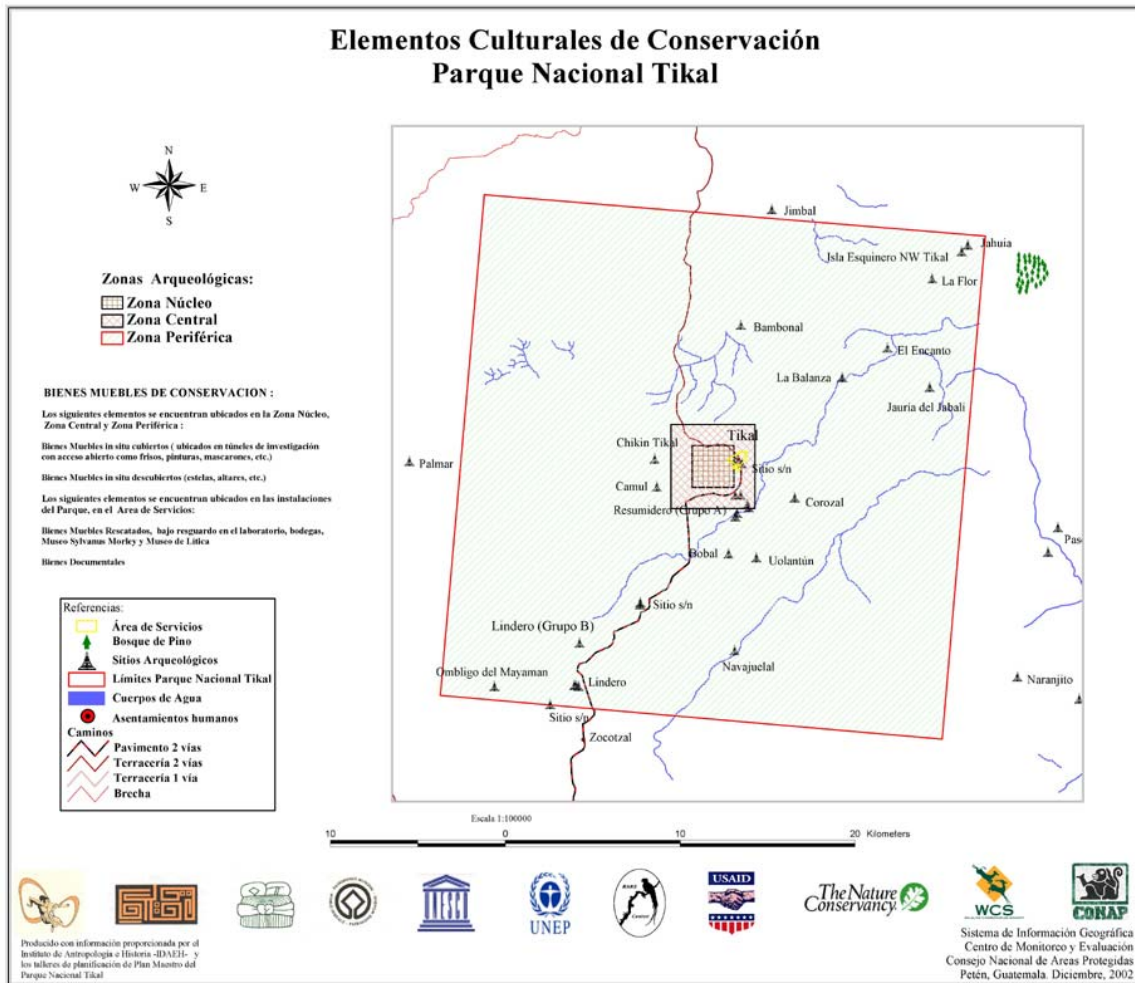 Elementos Culturales de Conservación
Parque Nacional Tikal
N
W E
S
Zonas Arqueológicas:
Zona Núcleo
Zona Central
Zona Periférica
BIENES MUEBLES DE CONSERVACIÓN :
Los siguientes elementos se encuentran ubicados en la Zona Núcleo,
Zona Central y Zona Periférica :
Bienes Muebles in situ cubiertos ( ubicados en túneles de investigación
con acceso abierto como frisos, pinturas, mascarones, etc.)
Bienes Muebles in situ descubiertos (estelas, altares, etc.)
Los siguientes elementos se encuentran ubicados en las instalaciones
del Parque, en el Area de Servicios:
Bienes Muebles Rescatados, bajo resguardo en el laboratorio, bodegas,
Museo Sylvanus Morley y Museo de Lítica
Bienes Documentales
Referencias:
Área de Servicios
Bosque de Pino
Sitios Arqueológicos
Límites Parque Nacional Tikal
Cuerpos de Agua
Asentamientos humanos
Caminos
Pavimento 2 vías
Terracería 2 vías
Terracería 1 vía
Brecha
Jimbal
Jahuia
Isla Esquinero NW Tikal
La Flor
Bambonal
El Encanto
La Balanza
Jauria del Jabalí
Tikal
Chikin Tikal
Palmar
Sitio s/n
Camul
Corozal
Resumidero (Grupo A)
Bobal
Uolantún
Sitio s/n
Lindero (Grupo B)
Navajuelal
Ombligo del Mayaman
Lindero
Naranjito
Sitio s/n
Zocotzal
Escala 1:100000
10 0 10 20 Kilometers
UNEP
USAID
The Nature
Conservancy
WCS
CONAP
Producido con información proporcionada por el
Instituto de Antropología e Historia -IDAEH- y
los talleres de planificación de Plan Maestro del
Parque Nacional Tikal
Sistema de Información Geográfica
Centro de Monitoreo y Evaluación
Consejo Nacional de Areas Protegidas
Petén, Guatemala. Diciembre, 2002